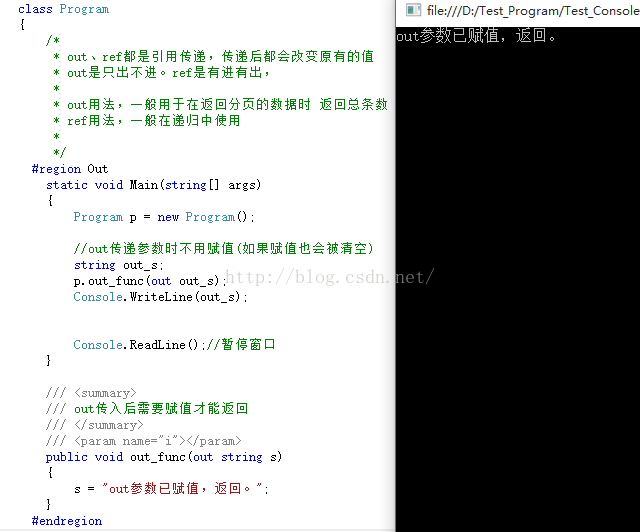 class Program
{
/*
* out、ref都是引用传递，传递后都会改变原有的值
* out是只出不进。ref是有进有出，
*
* out用法，一般用于在返回分页的数据时 返回总条数
* ref用法，一般在递归中使用
*
*/
#region Out
static void Main(string[] args)
{
Program p = new Program();
//out传递参数时不用赋值(如果赋值也会被清空)
string out_s;
p.out_func(out out_s);
Console.WriteLine(out_s);
Console.ReadLine();//暂停窗口
}
/// <summary>
/// out传入后需要赋值才能返回
/// </summary>
/// <param name="i"></param>
public void out_func(out string s)
{
s = "out参数已赋值，返回。";
}
#endregion
file:///D:/Test_Program/Test_Console
out参数已赋值，返回。
http://blog.csdn.net/